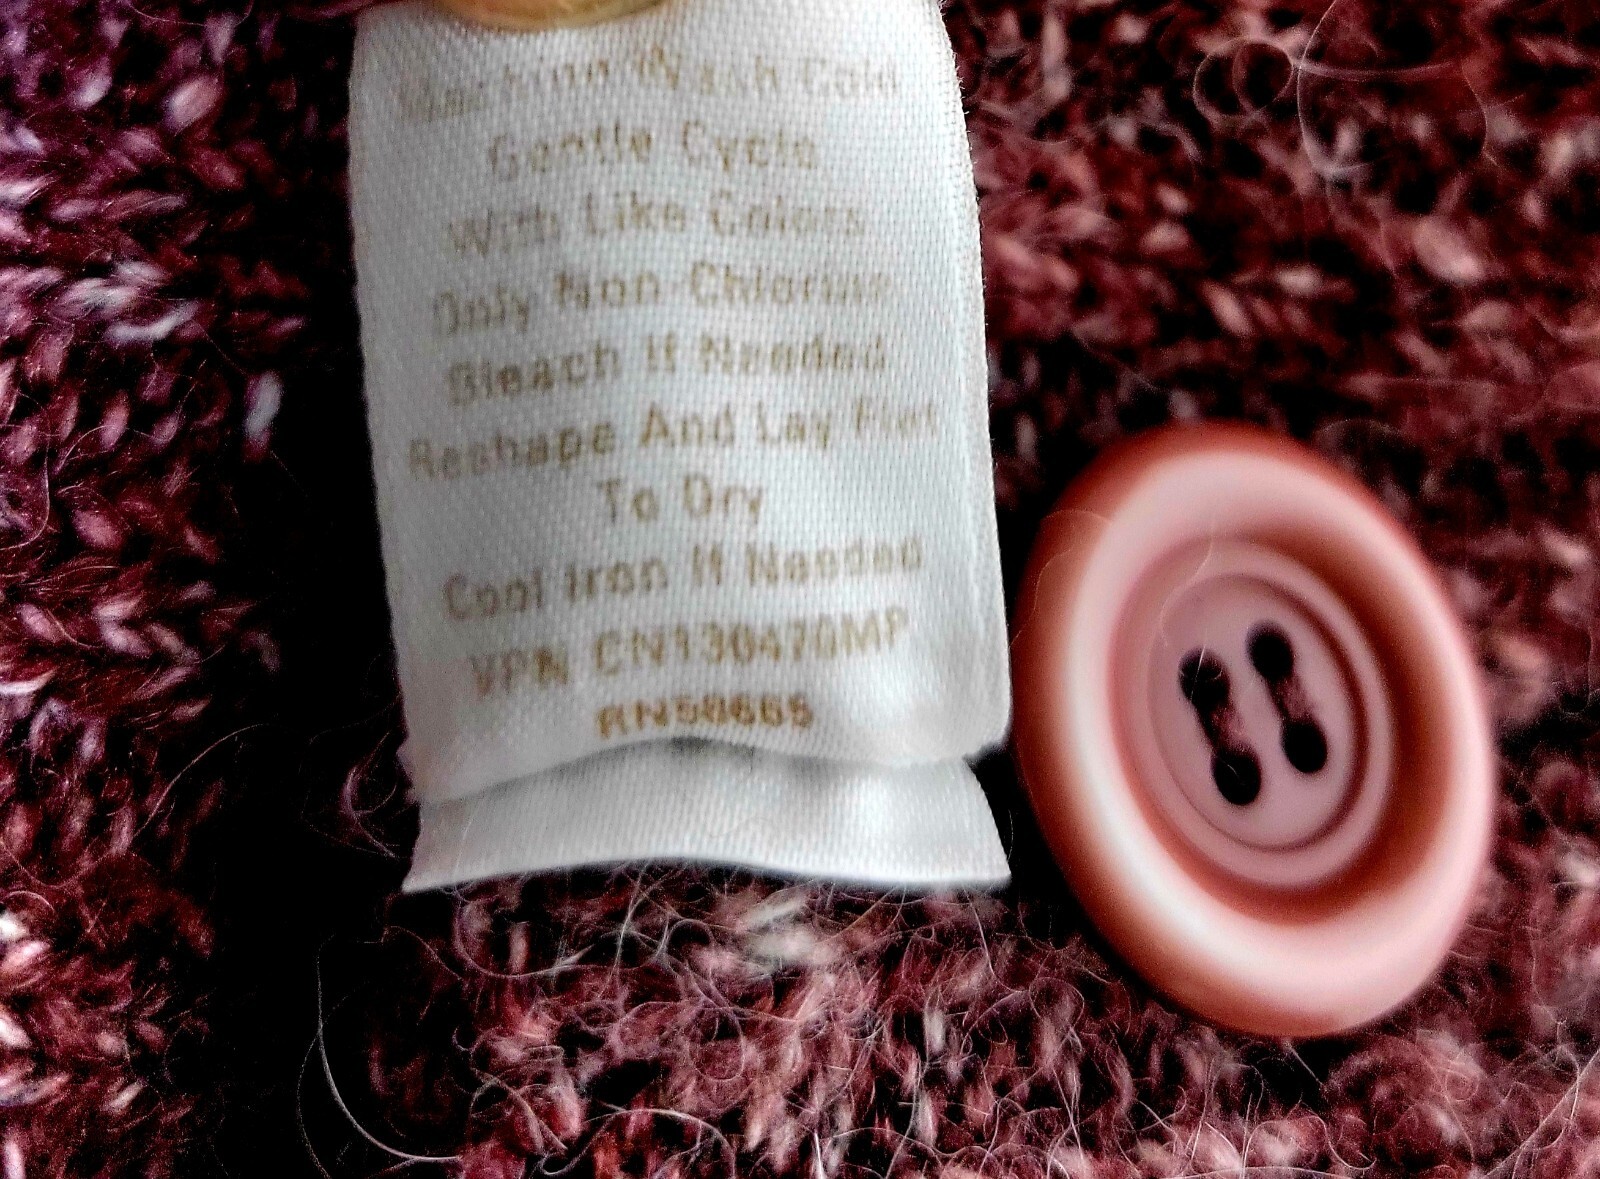 Machine Wash Cold
Gentle Cycle
With Like Colors
Only Non Chlorine
Bleach If Needed
Reshape And Lay Flat
To Dry
Cool Iron If Needed
VPN CN130470MP
RN58665